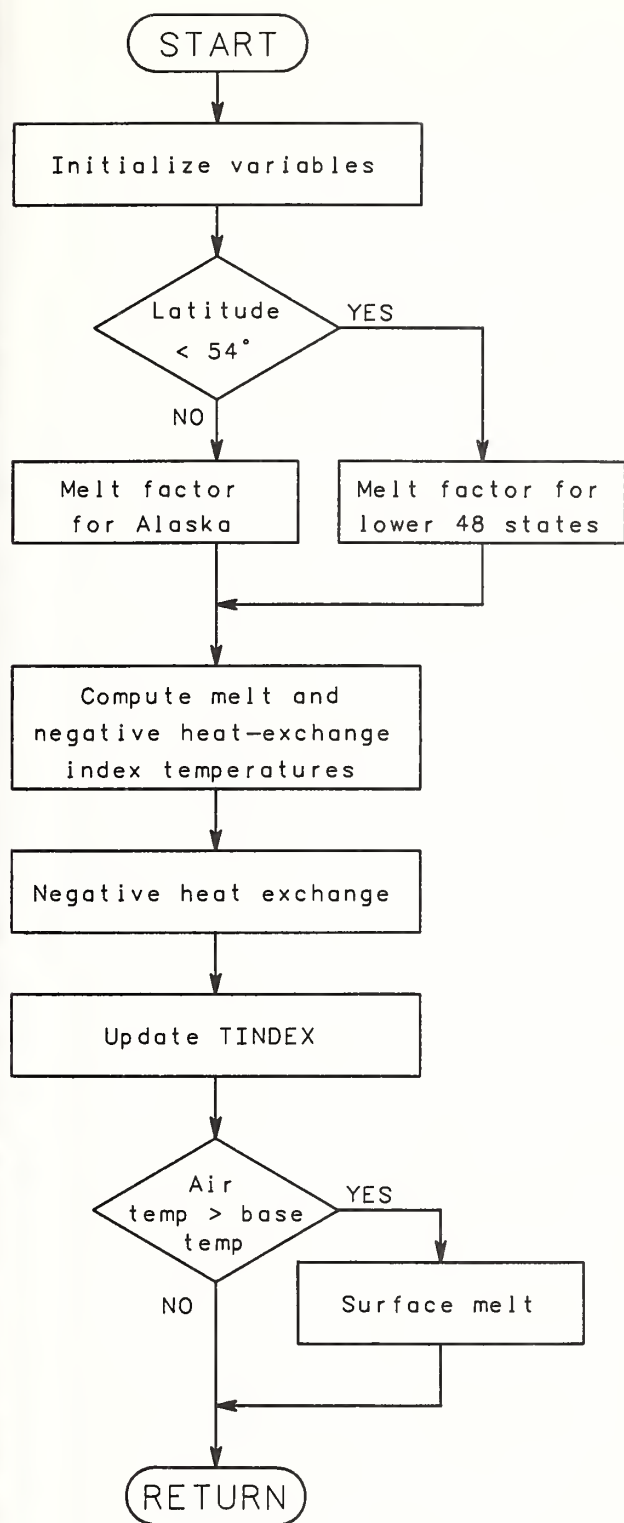 START
Initialize variables
Latitude
< 54°
YES
NO
Melt factor
for Alaska
Melt factor for
lower 48 states
Compute melt and
negative heat-exchange
index temperatures
Negative heat exchange
Update TINDEX
Air
temp > base
temp
YES
NO
Surface melt
RETURN